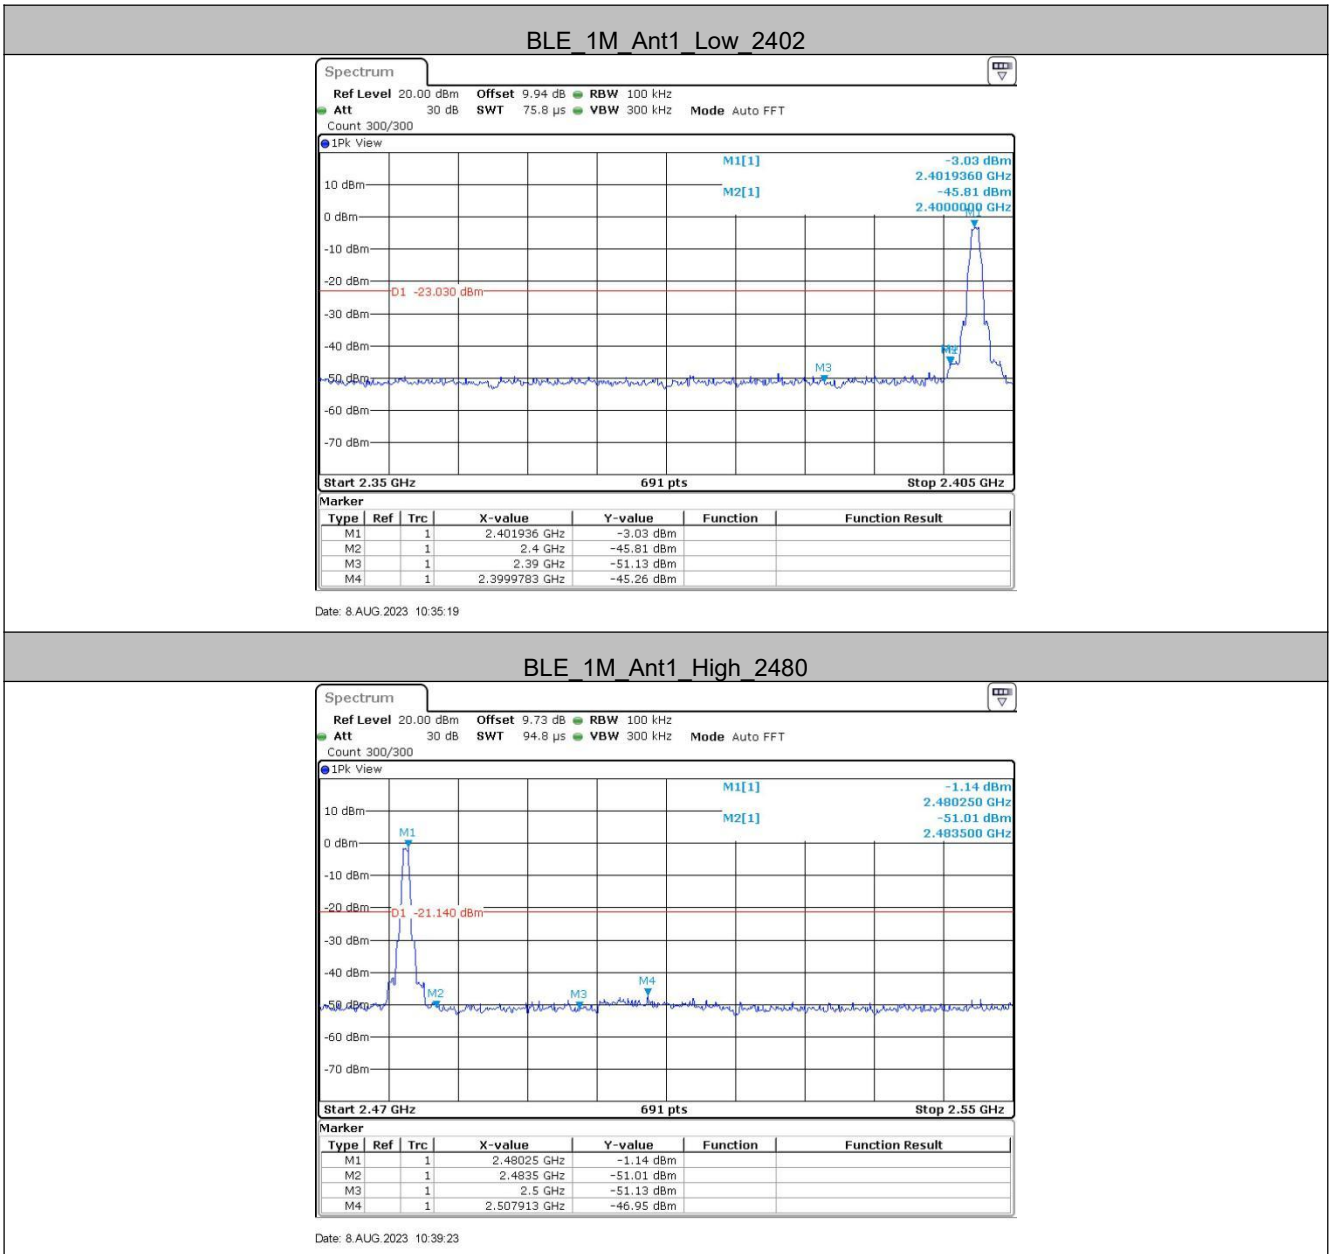 BLE_1M_Ant1_Low_2402
Spectrum
Ref Level 20.00 dBm Offset 9.94 dB RBW 100 kHz
Att 30 dB SWT 75.8 µs VBW 300 kHz Mode Auto FFT
Count 300/300
1Pk View
M1[1] -3.03 dBm
2.4019360 GHz
M2[1] -45.81 dBm
2.4000000 GHz
M1
10 dBm
0 dBm
-10 dBm
-20 dBm
D1 -23.030 dBm
-30 dBm
-40 dBm
M3
-50 dBm
-60 dBm
-70 dBm
Start 2.35 GHz 691 pts Stop 2.405 GHz
Marker
Type Ref Trc X-value Y-value Function Function Result
M1 1 2.401936 GHz -3.03 dBm
M2 1 2.4 GHz -45.81 dBm
M3 1 2.39 GHz -51.13 dBm
M4 1 2.3999783 GHz -45.26 dBm
Date: 8.AUG.2023 10:35:19
BLE_1M_Ant1_High_2480
Spectrum
Ref Level 20.00 dBm Offset 9.73 dB RBW 100 kHz
Att 30 dB SWT 94.8 µs VBW 300 kHz Mode Auto FFT
Count 300/300
1Pk View
M1[1] -1.14 dBm
2.480250 GHz
M2[1] -51.01 dBm
2.483500 GHz
10 dBm
M1
0 dBm
-10 dBm
-20 dBm
D1 -21.140 dBm
-30 dBm
-40 dBm
M2 M3 M4
-50 dBm
-60 dBm
-70 dBm
Start 2.47 GHz 691 pts Stop 2.55 GHz
Marker
Type Ref Trc X-value Y-value Function Function Result
M1 1 2.48025 GHz -1.14 dBm
M2 1 2.4835 GHz -51.01 dBm
M3 1 2.5 GHz -51.13 dBm
M4 1 2.507913 GHz -46.95 dBm
Date: 8.AUG.2023 10:39:23